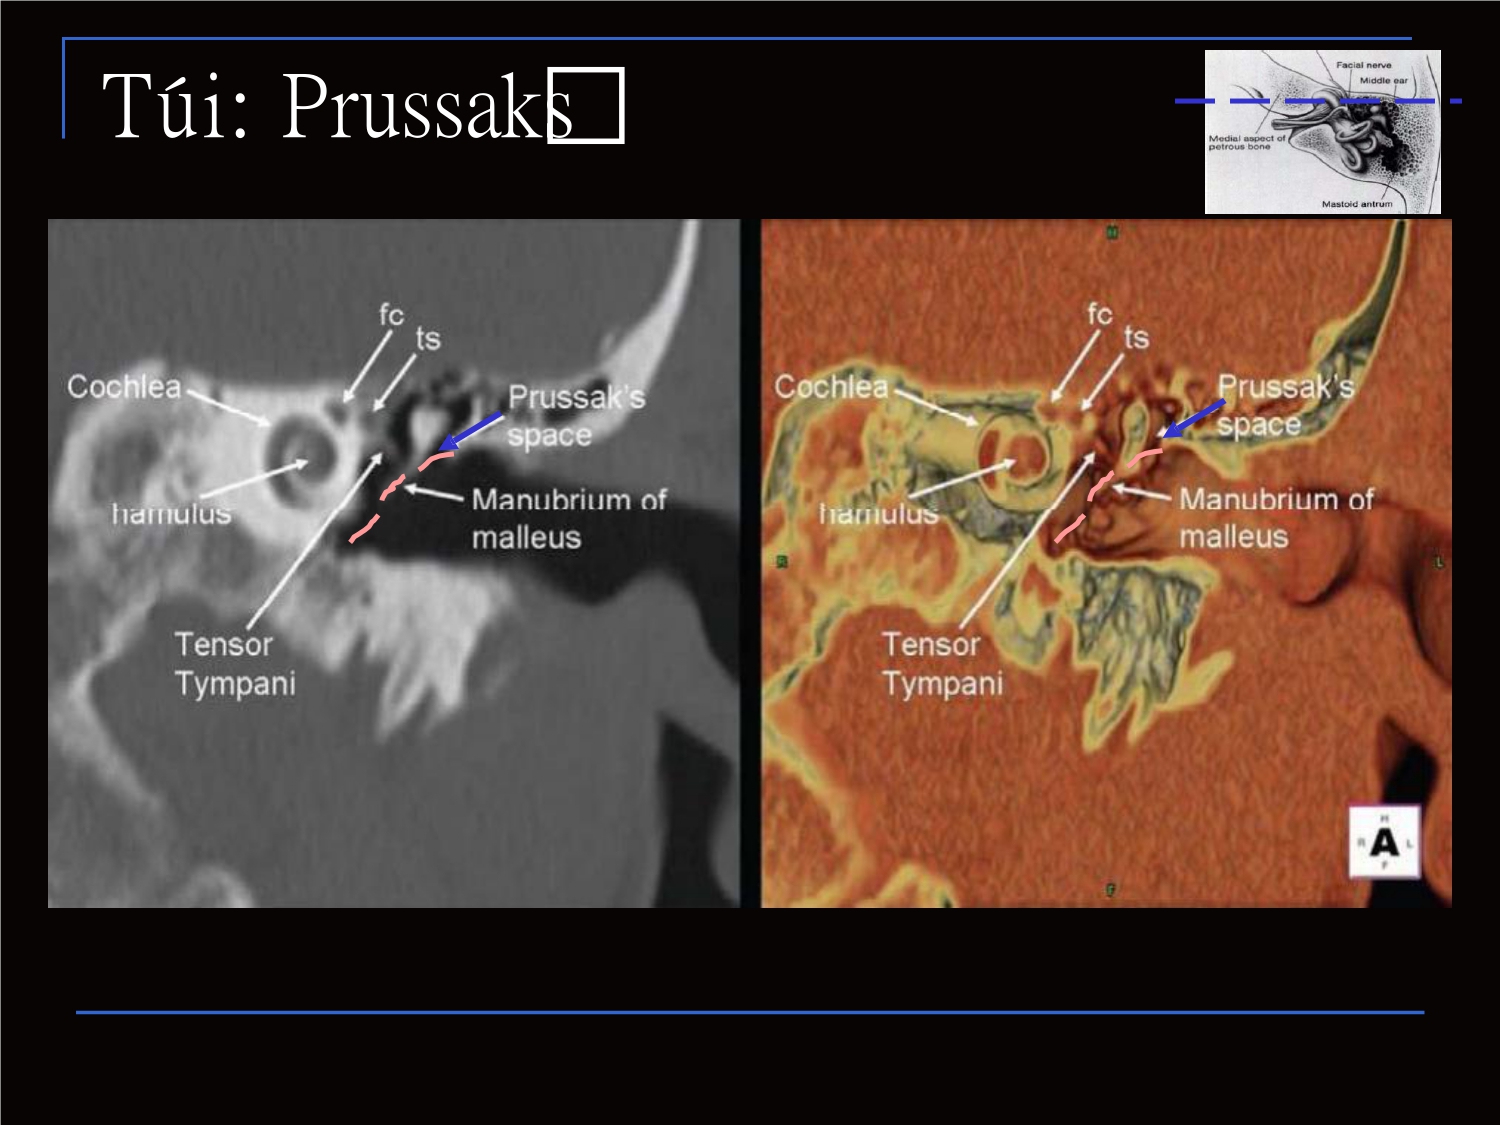 Túi: Prussaks□
Facial nerve
Middle ear
Medial aspect of
petrous bone
Mastoid antrum
fc
ts
Cochlea
Prussak's
space
hamulus
Manubrium of
malleus
Tensor
Tympani
H
fc
ts
Cochlea
Prussak's
space
hamulus
Manubrium of
malleus
R
L
Tensor
Tympani
H
R A L
F
F